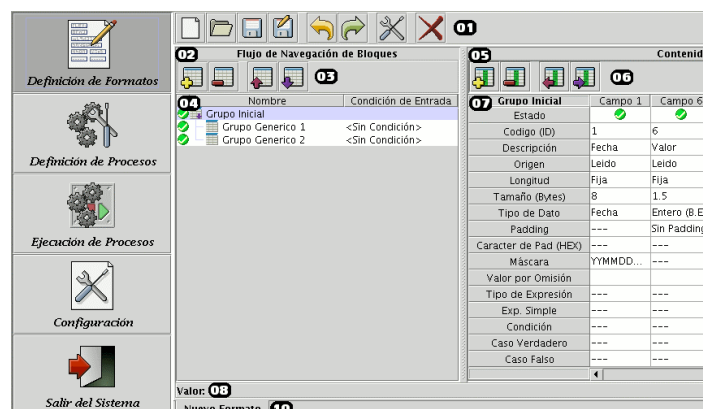 01
02 Flujo de Navegación de Bloques
05 Contenid
03
06
Definición de Formatos
04 Nombre Condición de Entrada
Grupo Inicial
Grupo Generico 1 <Sin Condición>
Grupo Generico 2 <Sin Condición>
07 Grupo Inicial Campo 1 Campo 6
Estado
Codigo (ID) 1 6
Descripción Fecha Valor
Origen Leido Leido
Longitud Fija Fija
Tamaño (Bytes) 8 1.5
Tipo de Dato Fecha Entero (B.E
Padding --- Sin Padding
Caracter de Pad (HEX) --- ---
Máscara YYMMDD... ---
Valor por Omisión
Tipo de Expresión --- ---
Exp. Simple --- ---
Condición --- ---
Caso Verdadero --- ---
Caso Falso --- ---
Definición de Procesos
Ejecución de Procesos
Configuración
Salir del Sistema
Valor: 08
Nuevo Formato 10